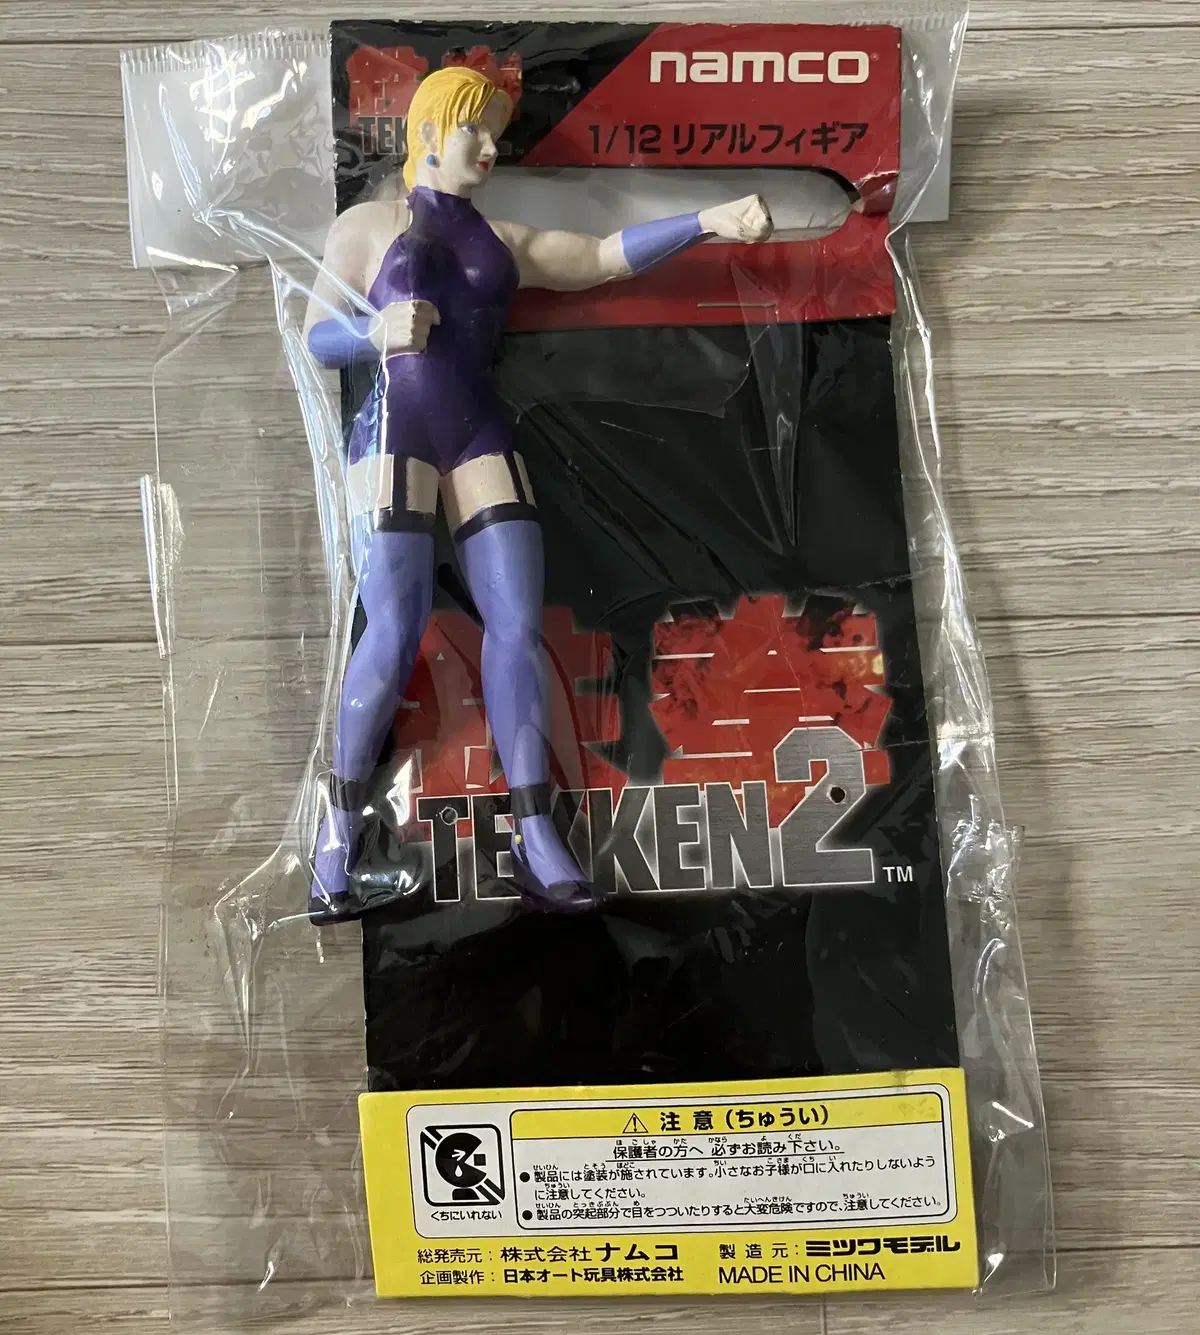 namco
鉄拳
TEKKEN
1/12 リアルフィギア
鉄拳
TEKKEN2™
⚠ 注意(ちゅうい)
保護者の方へ 必ずお読み下さい。
●製品には塗装が施されています。小さなお子様が口に入れたりしないよう
に注意してください。
●製品の突起部分で目をつついたりすると大変危険ですので、注意してください。
くちにいれない
総発売元:株式会社ナムコ
製造元:ミツワモデル
企画製作:日本オート玩具株式会社
MADE IN CHINA